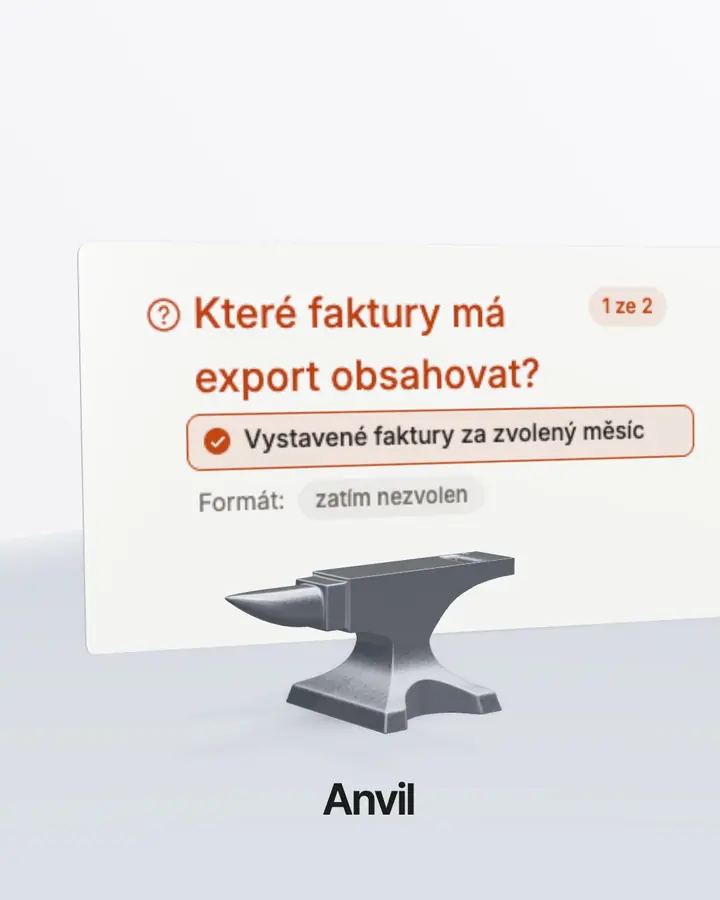 Které faktury má
1 ze 2
export obsahovat?
Vystavené faktury za zvolený měsíc
Formát: zatím nezvolen
Anvil